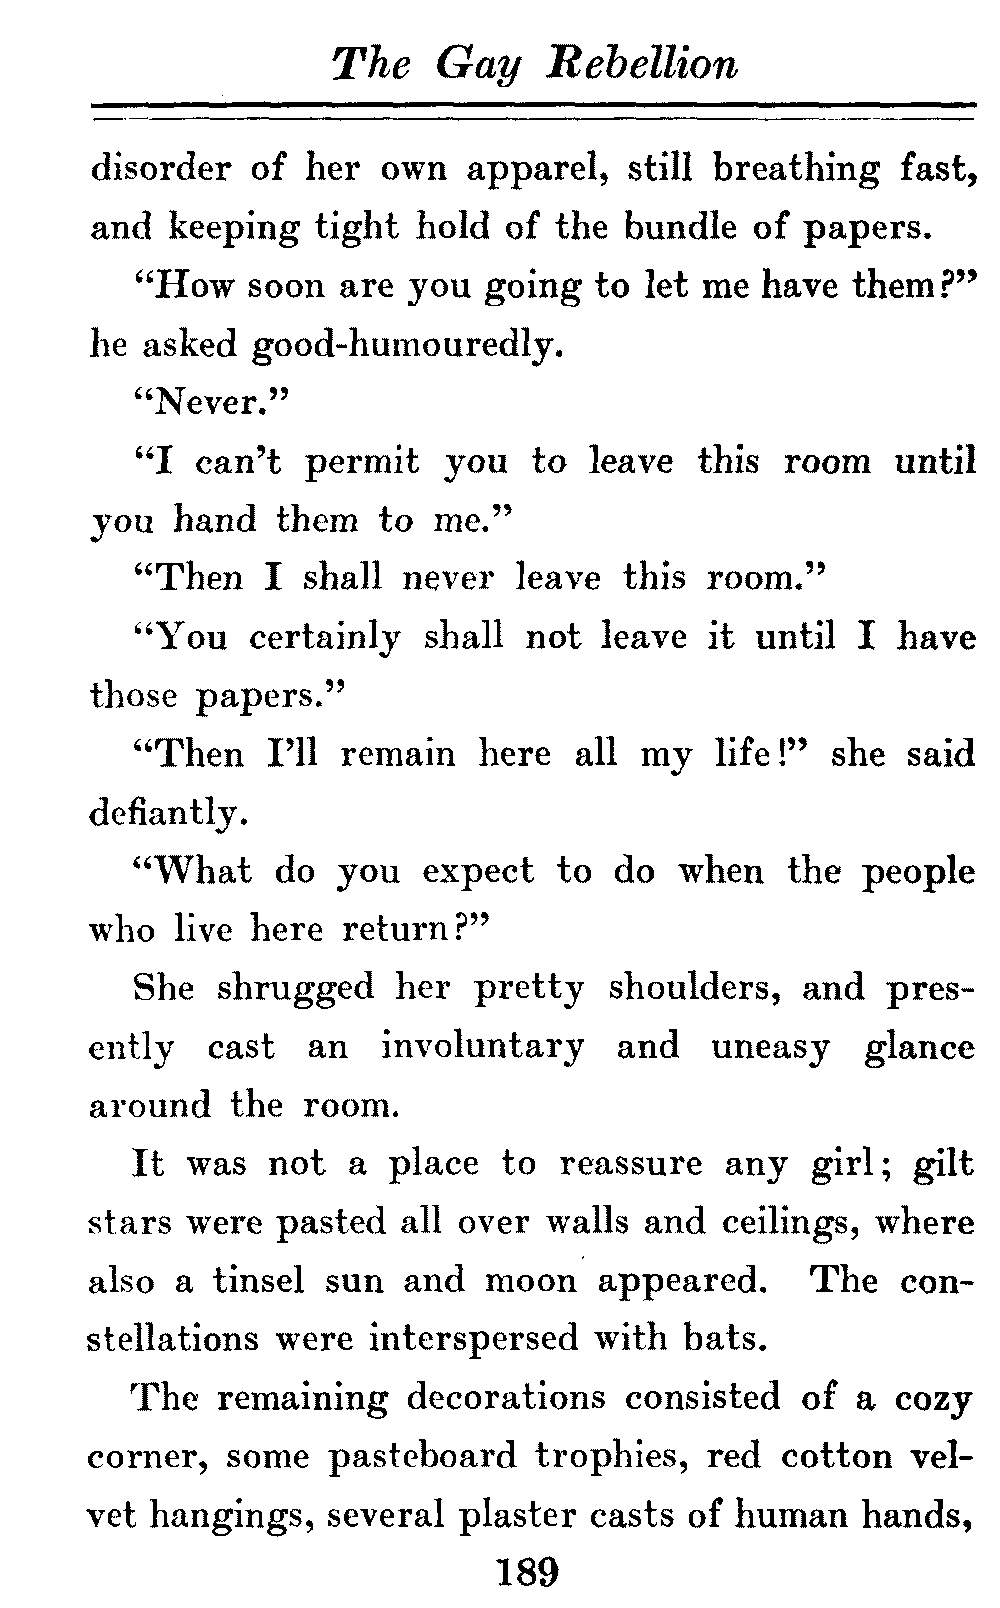 The Gay Rebellion
disorder of her own apparel, still breathing fast,
and keeping tight hold of the bundle of papers.
“How soon are you going to let me have them?”
he asked good-humouredly.
“Never.”
“I can’t permit you to leave this room until
you hand them to me.”
“Then I shall never leave this room.”
“You certainly shall not leave it until I have
those papers.”
“Then I’ll remain here all my life!” she said
defiantly.
“What do you expect to do when the people
who live here return?”
She shrugged her pretty shoulders, and pres-
ently cast an involuntary and uneasy glance
around the room.
It was not a place to reassure any girl; gilt
stars were pasted all over walls and ceilings, where
also a tinsel sun and moon appeared. The con-
stellations were interspersed with bats.
The remaining decorations consisted of a cozy
corner, some pasteboard trophies, red cotton vel-
vet hangings, several plaster casts of human hands,
189